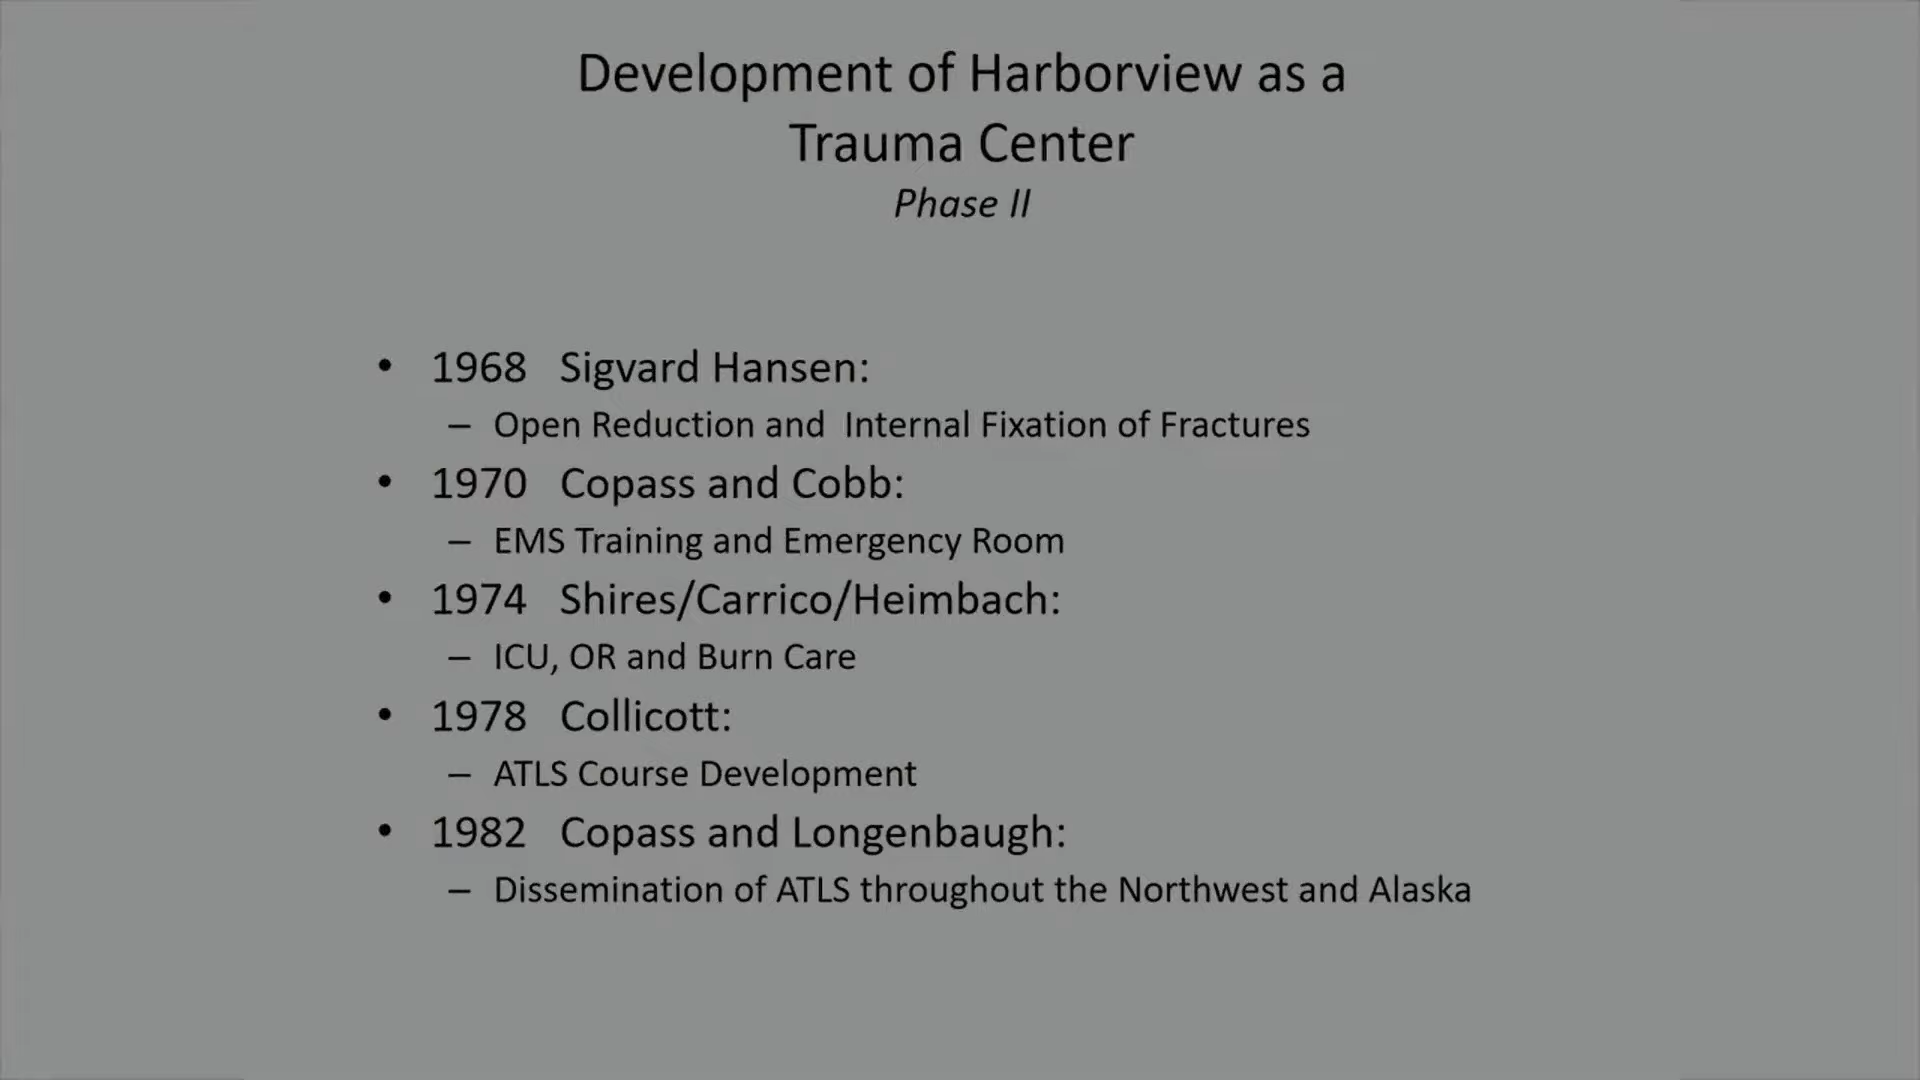 Development of Harborview as a
Trauma Center
Phase II
• 1968 Sigvard Hansen:
– Open Reduction and Internal Fixation of Fractures
• 1970 Copass and Cobb:
– EMS Training and Emergency Room
• 1974 Shires/Carrico/Heimbach:
– ICU, OR and Burn Care
• 1978 Collicott:
– ATLS Course Development
• 1982 Copass and Longenbaugh:
– Dissemination of ATLS throughout the Northwest and Alaska